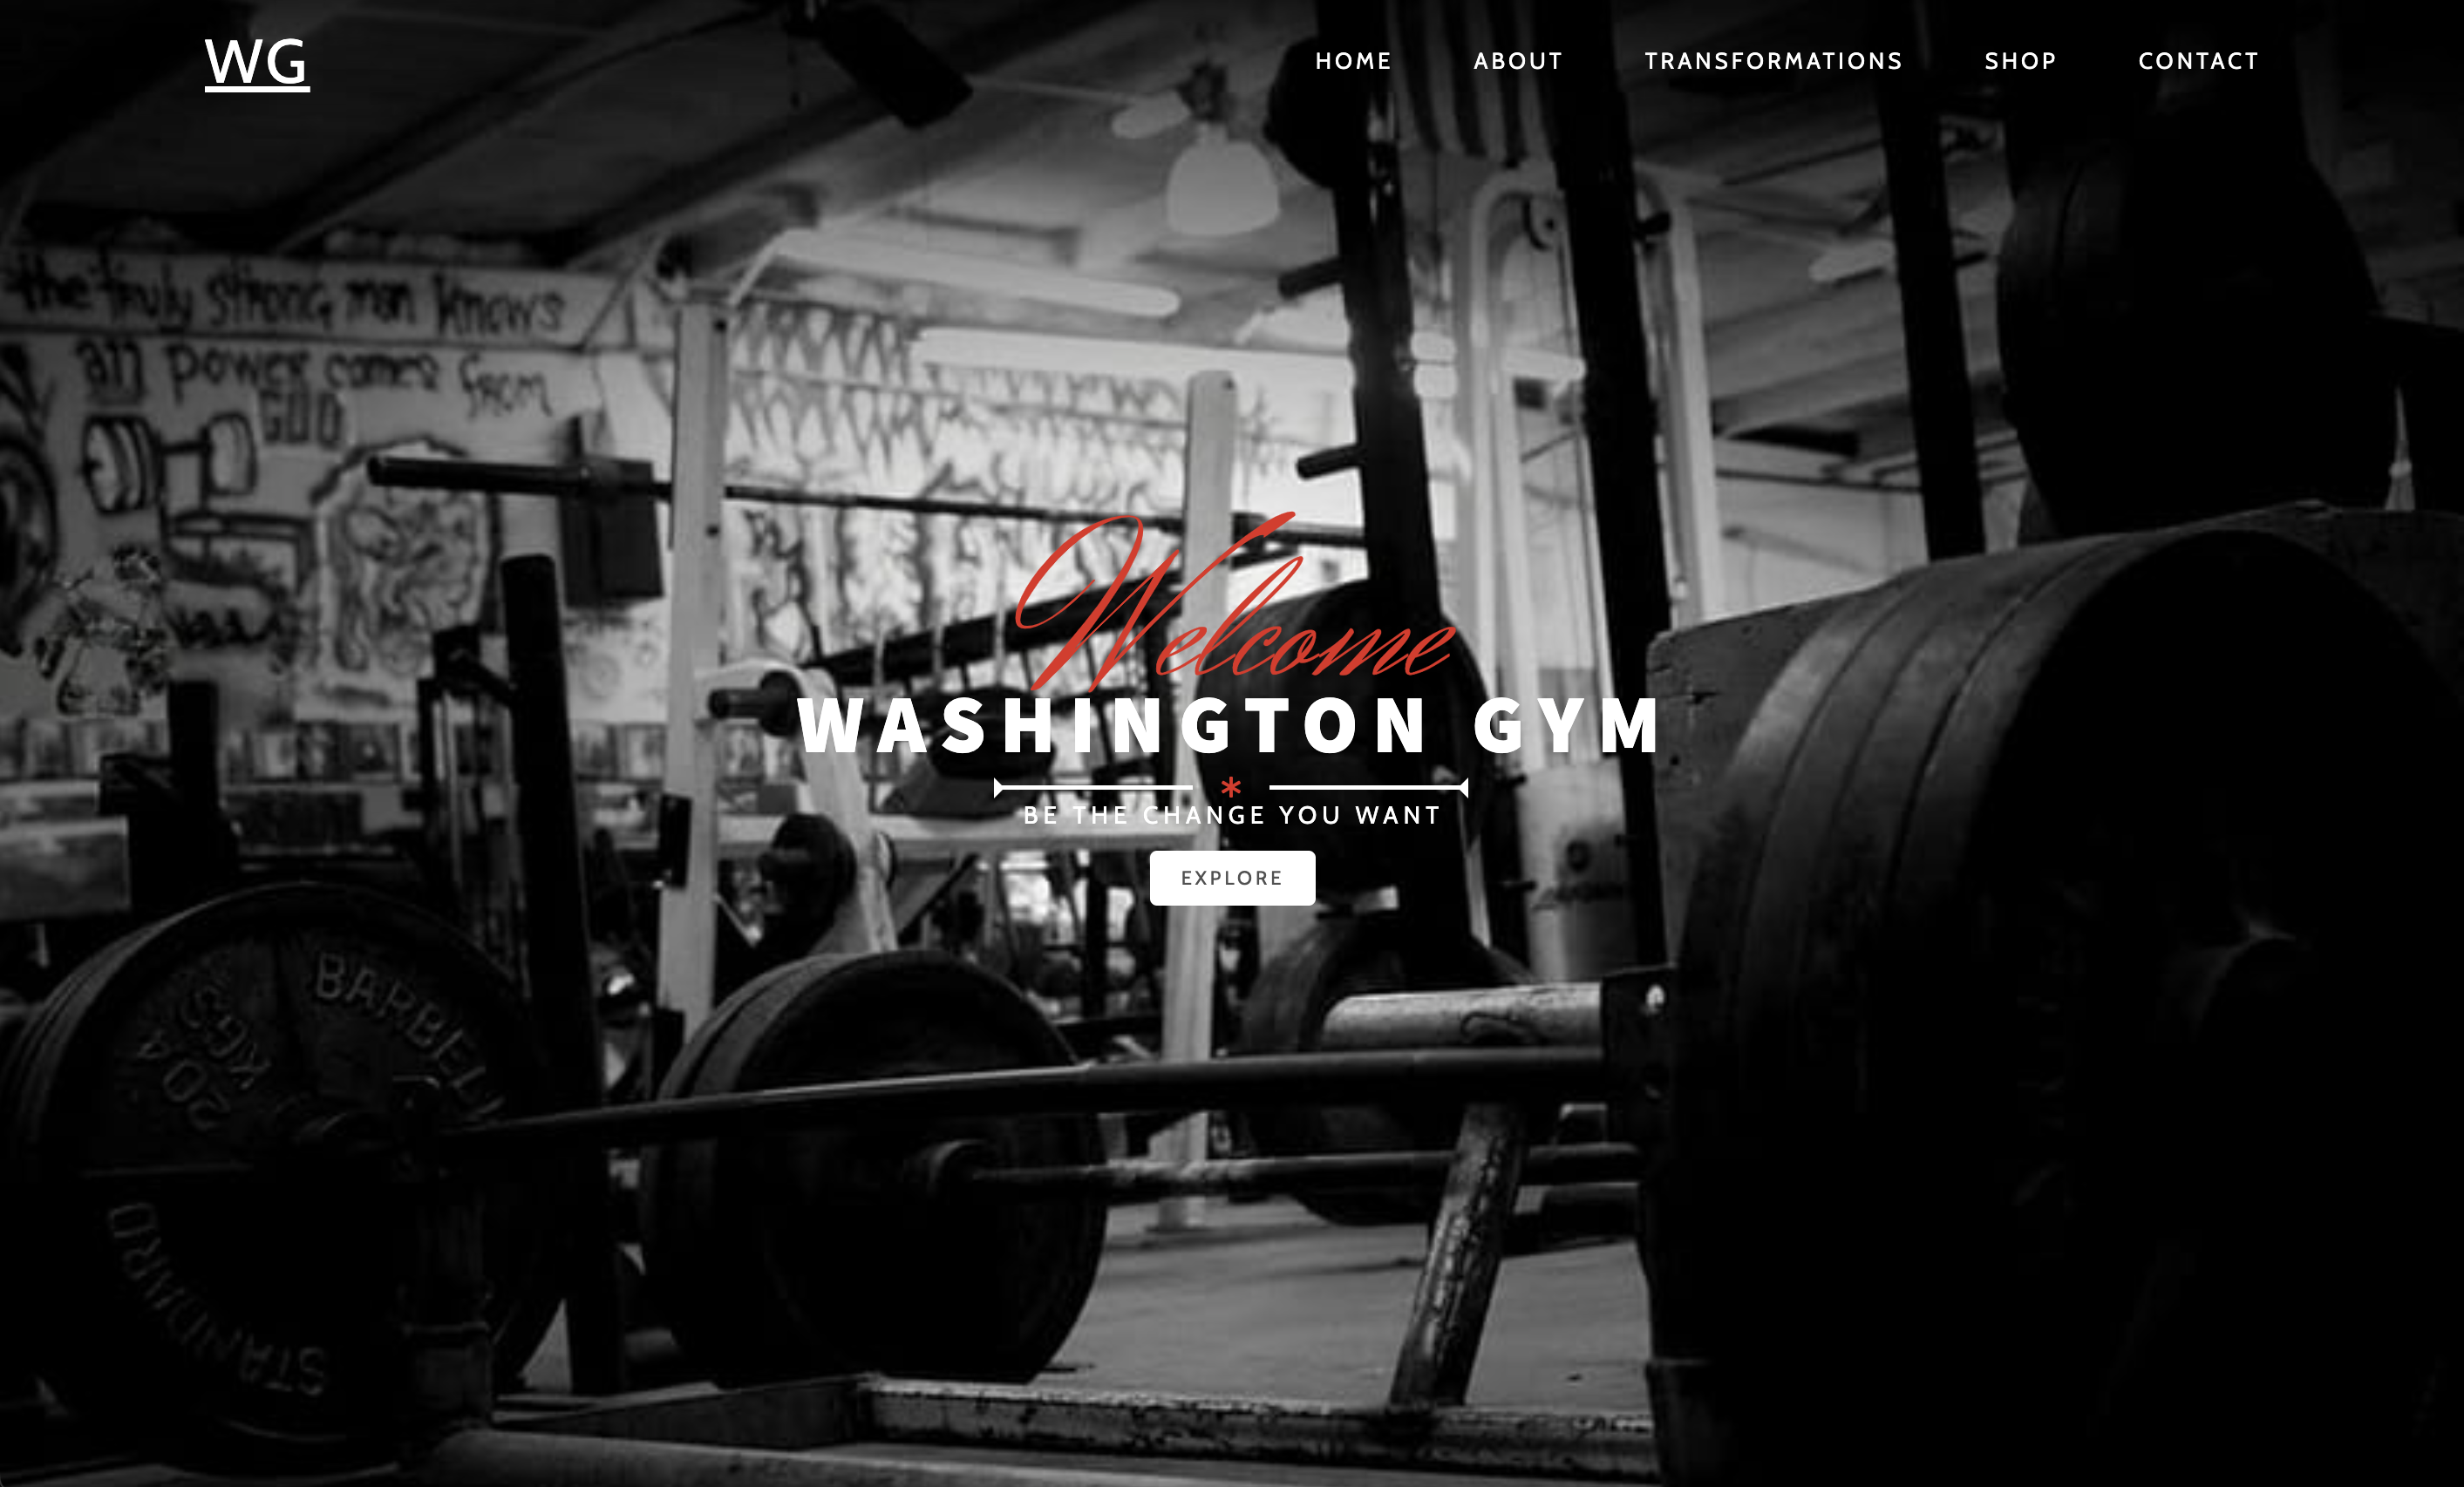 WG
HOME ABOUT TRANSFORMATIONS SHOP CONTACT
the truly strong man knows
all power comes from
GOD
Welcome
WASHINGTON GYM
*
BE THE CHANGE YOU WANT
EXPLORE
BARBELL
20
KGS
STANDARD